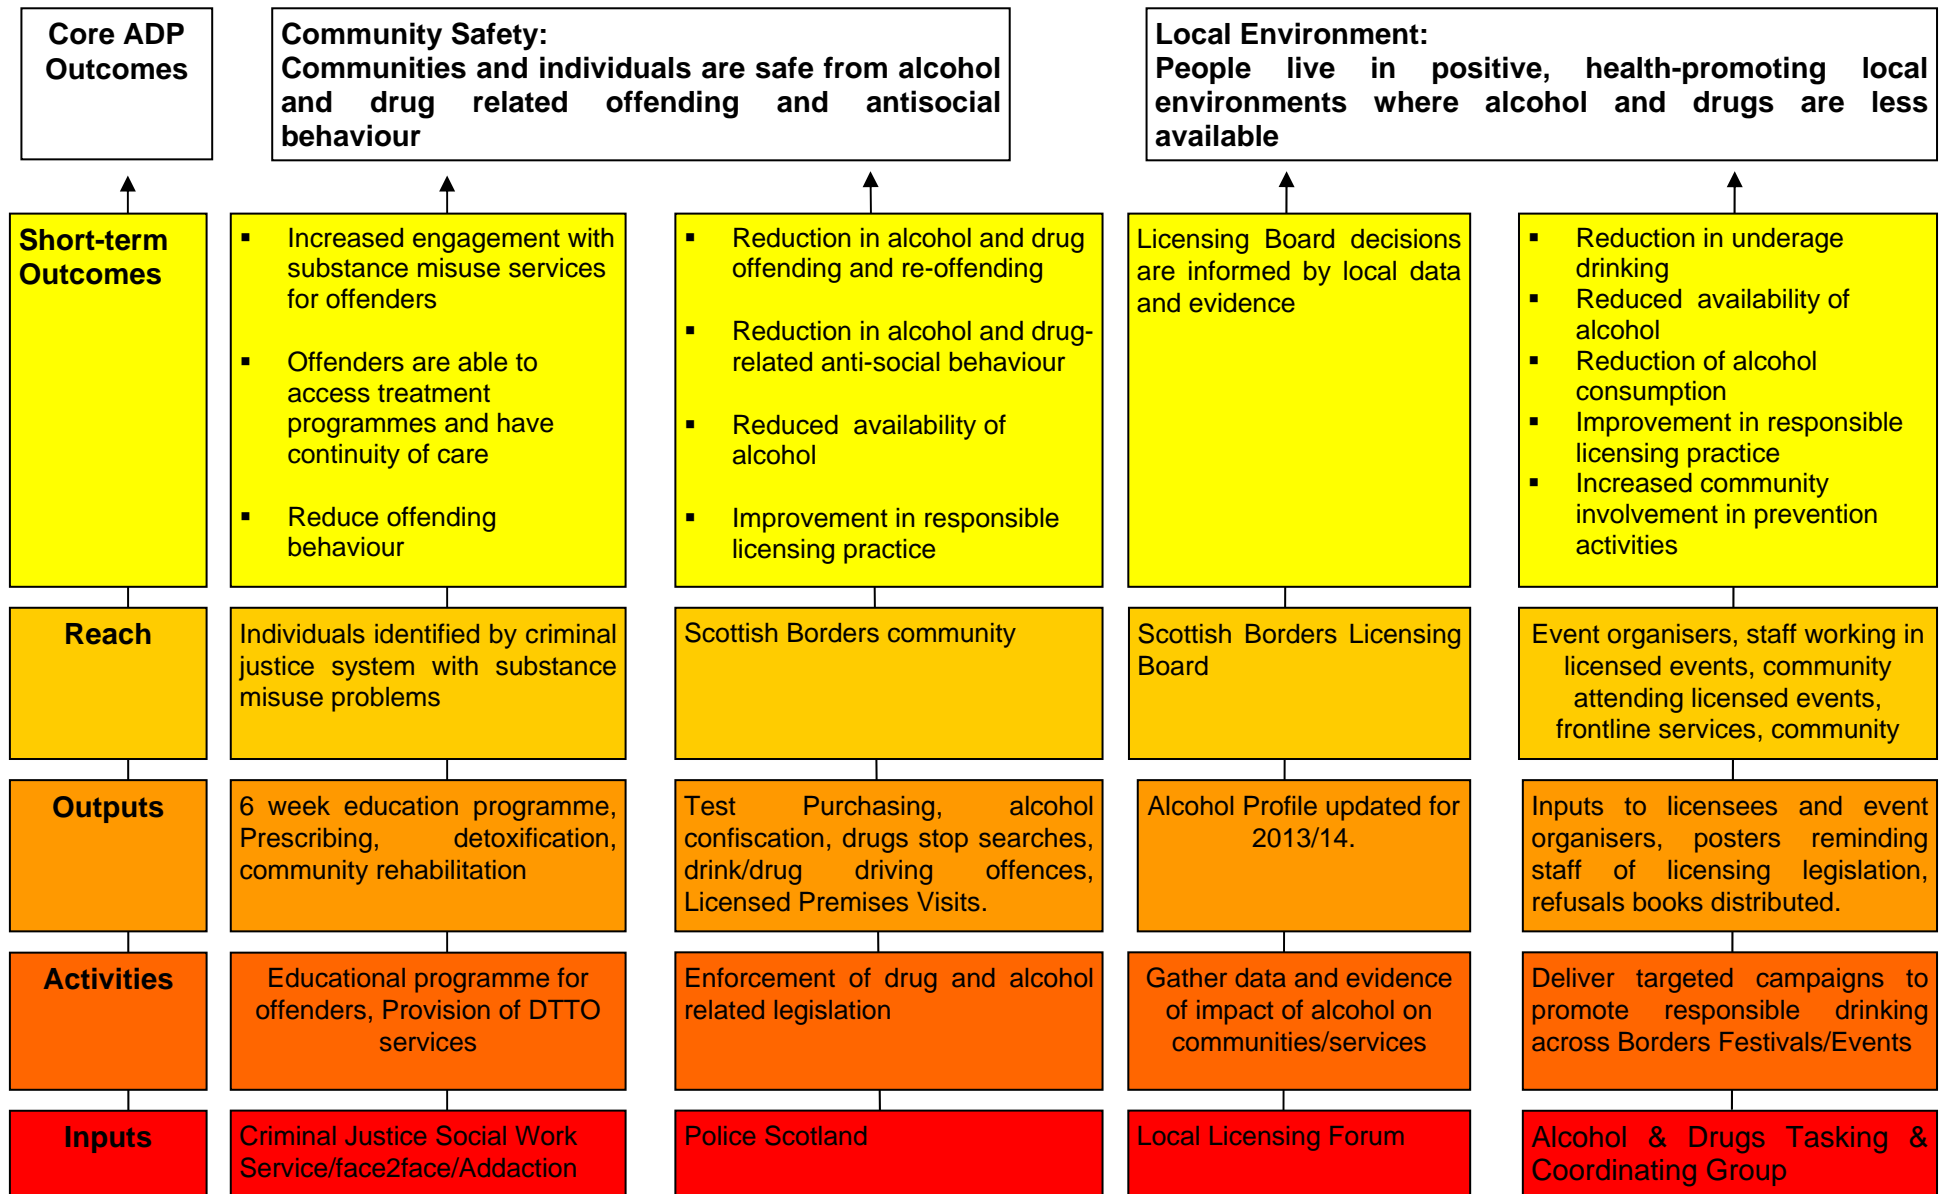 Core ADP
Outcomes
Community Safety:
Communities and individuals are safe from alcohol
and drug related offending and antisocial
behaviour
Local Environment:
People live in positive, health-promoting local
environments where alcohol and drugs are less
available
Short-term
Outcomes
▪ Increased engagement with
substance misuse services
for offenders
▪ Offenders are able to
access treatment
programmes and have
continuity of care
▪ Reduce offending
behaviour
▪ Reduction in alcohol and drug
offending and re-offending
▪ Reduction in alcohol and drug-
related anti-social behaviour
▪ Reduced availability of
alcohol
▪ Improvement in responsible
licensing practice
Licensing Board decisions
are informed by local data
and evidence
▪ Reduction in underage
drinking
▪ Reduced availability of
alcohol
▪ Reduction of alcohol
consumption
▪ Improvement in responsible
licensing practice
▪ Increased community
involvement in prevention
activities
Reach
Individuals identified by criminal
justice system with substance
misuse problems
Scottish Borders community
Scottish Borders Licensing
Board
Event organisers, staff working in
licensed events, community
attending licensed events,
frontline services, community
Outputs
6 week education programme,
Prescribing, detoxification,
community rehabilitation
Test Purchasing, alcohol
confiscation, drugs stop searches,
drink/drug driving offences,
Licensed Premises Visits.
Alcohol Profile updated for
2013/14.
Inputs to licensees and event
organisers, posters reminding
staff of licensing legislation,
refusals books distributed.
Activities
Educational programme for
offenders, Provision of DTTO
services
Enforcement of drug and alcohol
related legislation
Gather data and evidence
of impact of alcohol on
communities/services
Deliver targeted campaigns to
promote responsible drinking
across Borders Festivals/Events
Inputs
Criminal Justice Social Work
Service/face2face/Addaction
Police Scotland
Local Licensing Forum
Alcohol & Drugs Tasking &
Coordinating Group